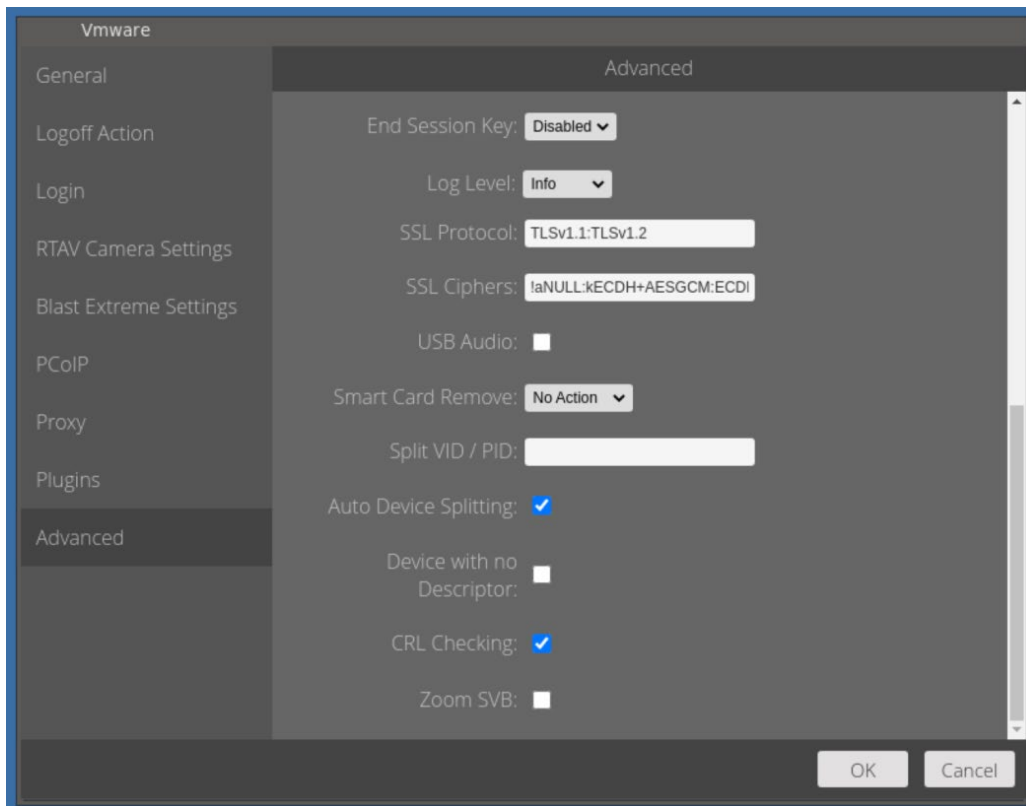 Vmware
General
Logoff Action
Login
RTAV Camera Settings
Blast Extreme Settings
PCoIP
Proxy
Plugins
Advanced
Advanced
End Session Key: Disabled
Log Level: Info
SSL Protocol: TLSv1.1:TLSv1.2
SSL Ciphers: !aNULL:kECDH+AESGCM:ECD
USB Audio:
Smart Card Remove: No Action
Split VID / PID:
Auto Device Splitting:
Device with no
Descriptor:
CRL Checking:
Zoom SVB:
OK Cancel